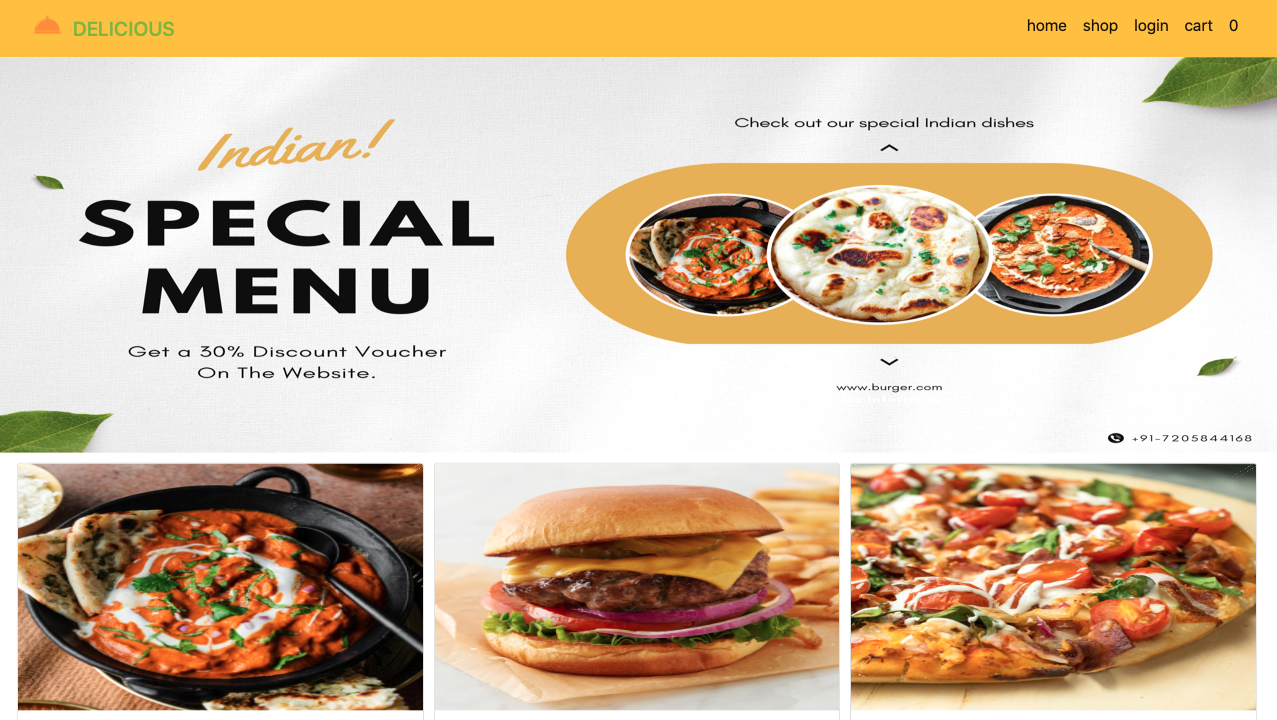 DELICIOUS
home shop login cart 0
Indian!
SPECIAL
MENU
Get a 30% Discount Voucher
On The Website.
Check out our special Indian dishes
www.burger.com
+91-7205844168